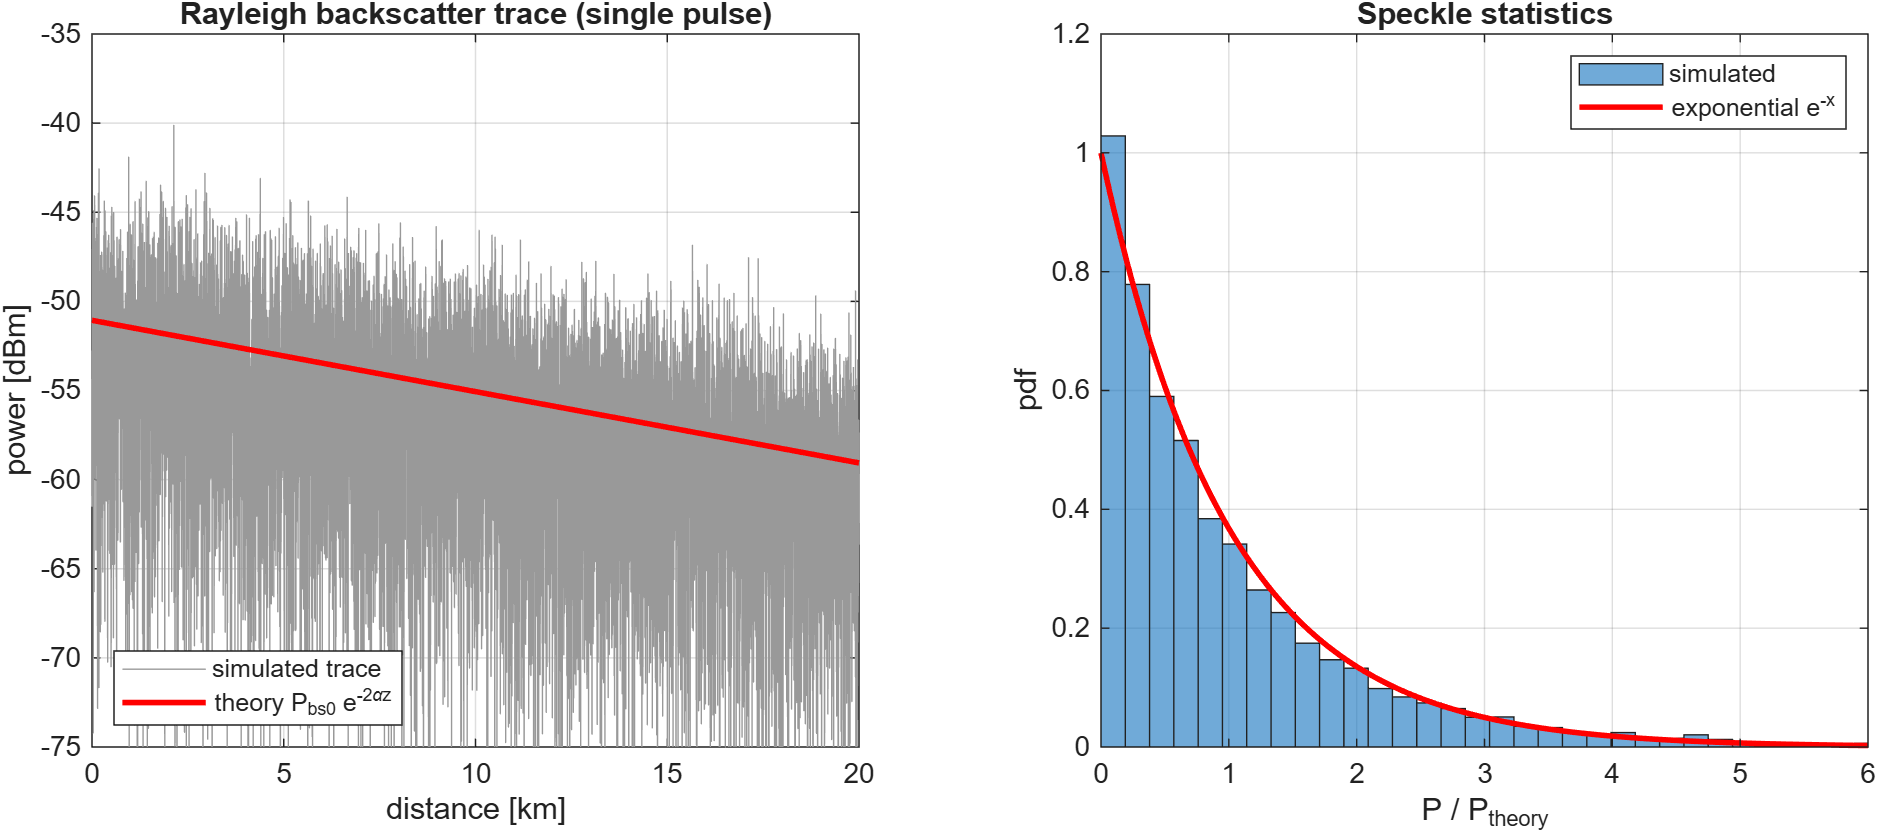 Rayleigh backscatter trace (single pulse)
-35
-40
-45
-50
-55
-60
-65
-70
-75
power [dBm]
simulated trace
theory P_bs0 e^-2αz
0 5 10 15 20
distance [km]
Speckle statistics
1.2
1
0.8
0.6
0.4
0.2
0
pdf
simulated
exponential e^-x
0 1 2 3 4 5 6
P / P_theory